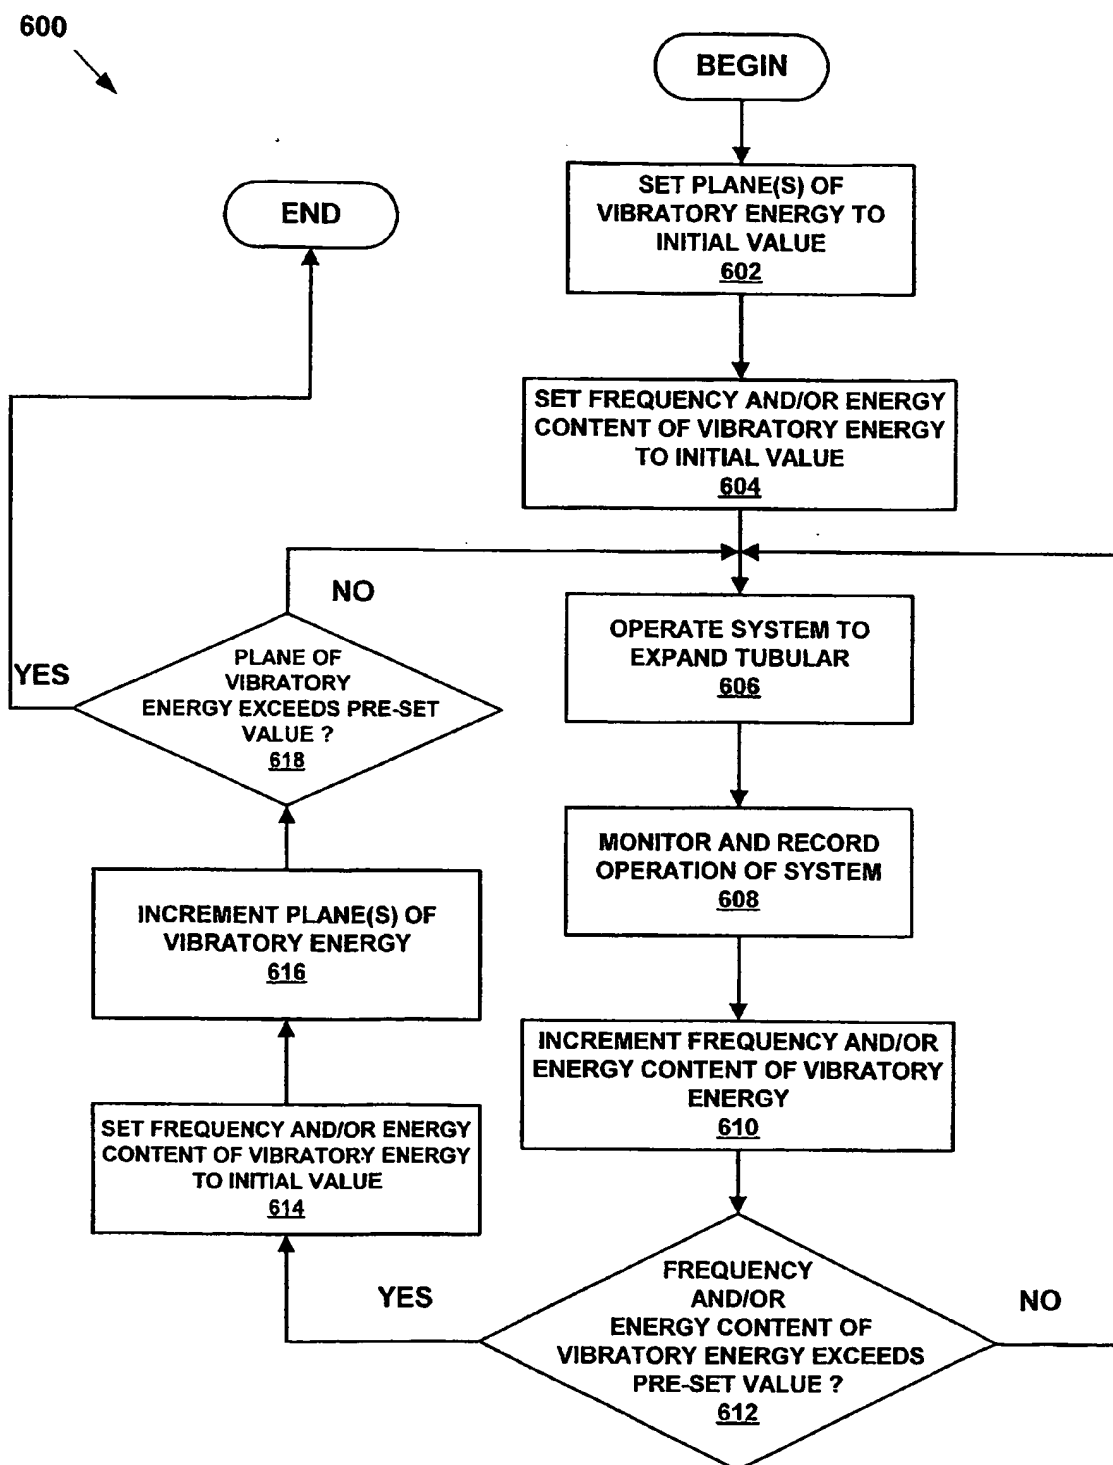 600
BEGIN
SET PLANE(S) OF
VIBRATORY ENERGY TO
INITIAL VALUE
602
SET FREQUENCY AND/OR ENERGY
CONTENT OF VIBRATORY ENERGY
TO INITIAL VALUE
604
OPERATE SYSTEM TO
EXPAND TUBULAR
606
MONITOR AND RECORD
OPERATION OF SYSTEM
608
INCREMENT FREQUENCY AND/OR
ENERGY CONTENT OF VIBRATORY
ENERGY
610
FREQUENCY
AND/OR
ENERGY CONTENT OF
VIBRATORY ENERGY EXCEEDS
PRE-SET VALUE ?
612
NO
YES
SET FREQUENCY AND/OR ENERGY
CONTENT OF VIBRATORY ENERGY
TO INITIAL VALUE
614
INCREMENT PLANE(S) OF
VIBRATORY ENERGY
616
PLANE OF
VIBRATORY
ENERGY EXCEEDS PRE-SET
VALUE ?
618
NO
YES
END